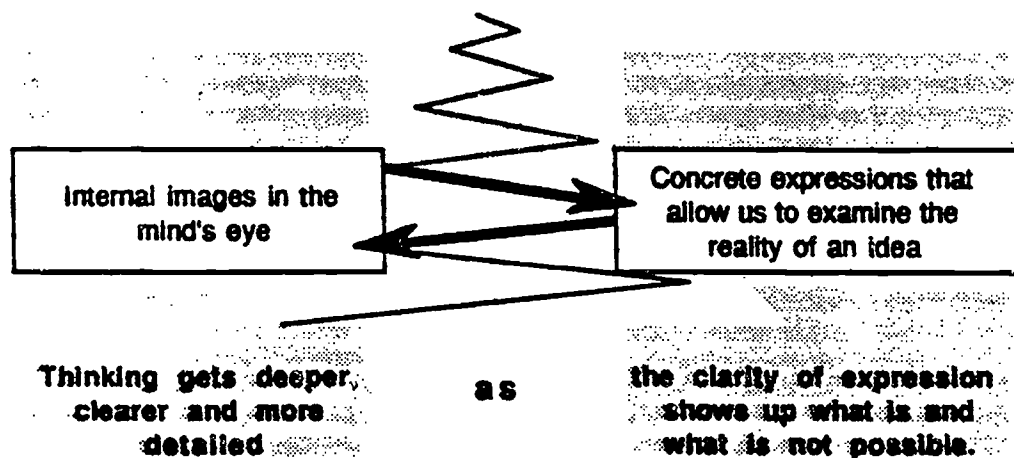 Internal images in the
mind's eye
Concrete expressions that
allow us to examine the
reality of an idea
Thinking gets deeper,
clearer and more
detailed
as
the clarity of expression
shows up what is and
what is not possible.